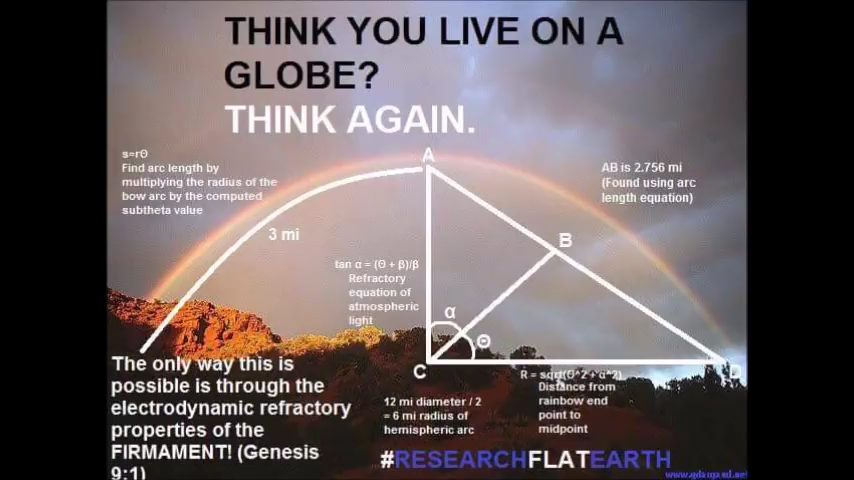 THINK YOU LIVE ON A
GLOBE?
THINK AGAIN.
s=rΘ
Find arc length by
multiplying the radius of the
bow arc by the computed
subtheta value
A
AB is 2.756 mi
(Found using arc
length equation)
3 mi
B
tan α = (Θ + β)/β
Refractory
equation of
atmospheric
light
α
Θ
C
D
The only way this is
possible is through the
electrodynamic refractory
properties of the
FIRMAMENT! (Genesis
9:1)
12 mi diameter / 2
= 6 mi radius of
hemispheric arc
R = sqrt(Θ^2 + α^2)
Distance from
rainbow end
point to
midpoint
#RESEARCHFLATEARTH